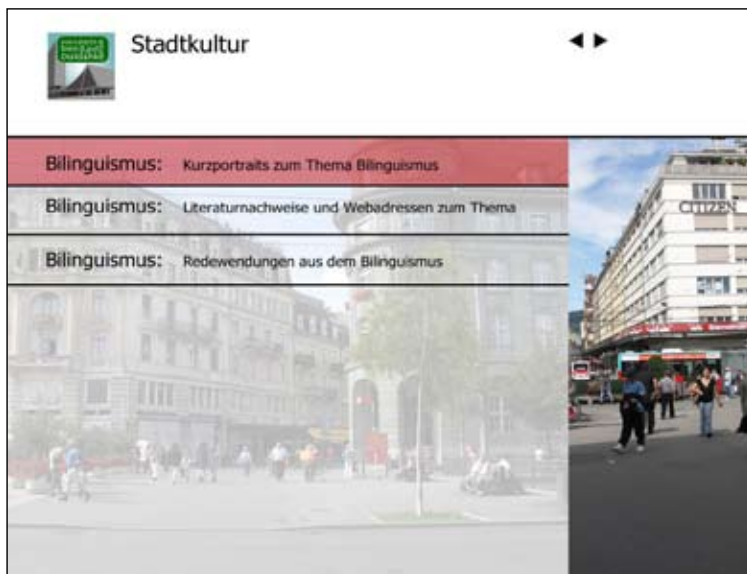 Stadtkultur
Bilinguismus: Kurzportraits zum Thema Bilinguismus
Bilinguismus: Literaturnachweise und Webadressen zum Thema
Bilinguismus: Redewendungen aus dem Bilinguismus
CITIZEN